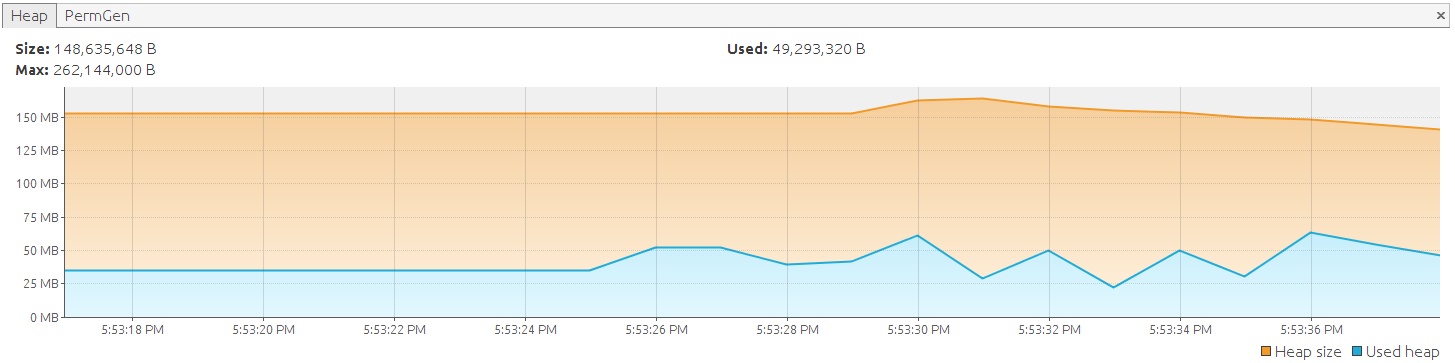 Heap PermGen ×
Size: 148,635,648 B Used: 49,293,320 B
Max: 262,144,000 B
150 MB
125 MB
100 MB
75 MB
50 MB
25 MB
0 MB
5:53:18 PM 5:53:20 PM 5:53:22 PM 5:53:24 PM 5:53:26 PM 5:53:28 PM 5:53:30 PM 5:53:32 PM 5:53:34 PM 5:53:36 PM
Heap size Used heap